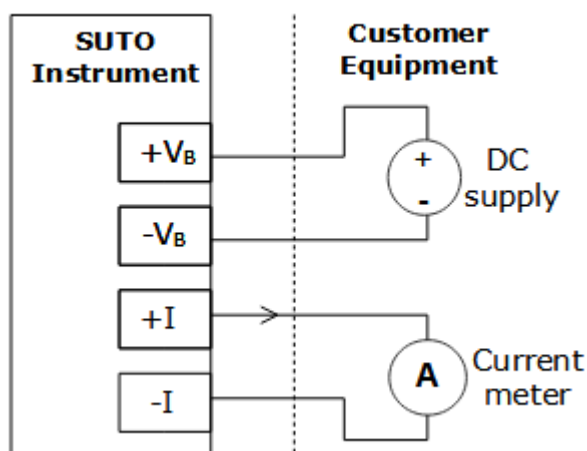 SUTO
Instrument
Customer
Equipment
+VB
-VB
+I
-I
+
-
DC
supply
A
Current
meter